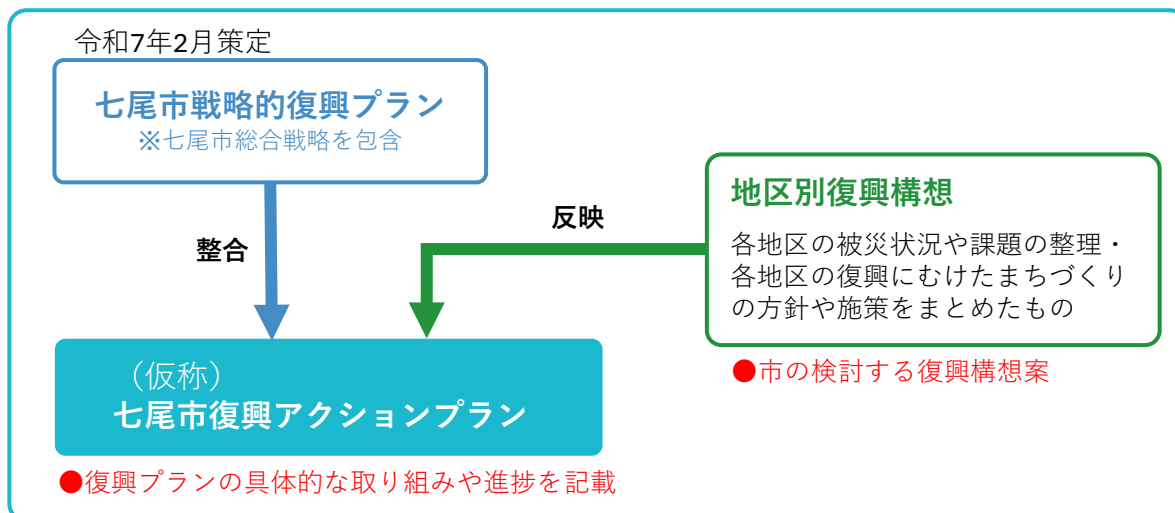 令和7年2月策定
七尾市戦略的復興プラン
※七尾市総合戦略を包含
整合
反映
地区別復興構想
各地区の被災状況や課題の整理・
各地区の復興にむけたまちづくり
の方針や施策をまとめたもの
●市の検討する復興構想案
（仮称）
七尾市復興アクションプラン
●復興プランの具体的な取り組みや進捗を記載